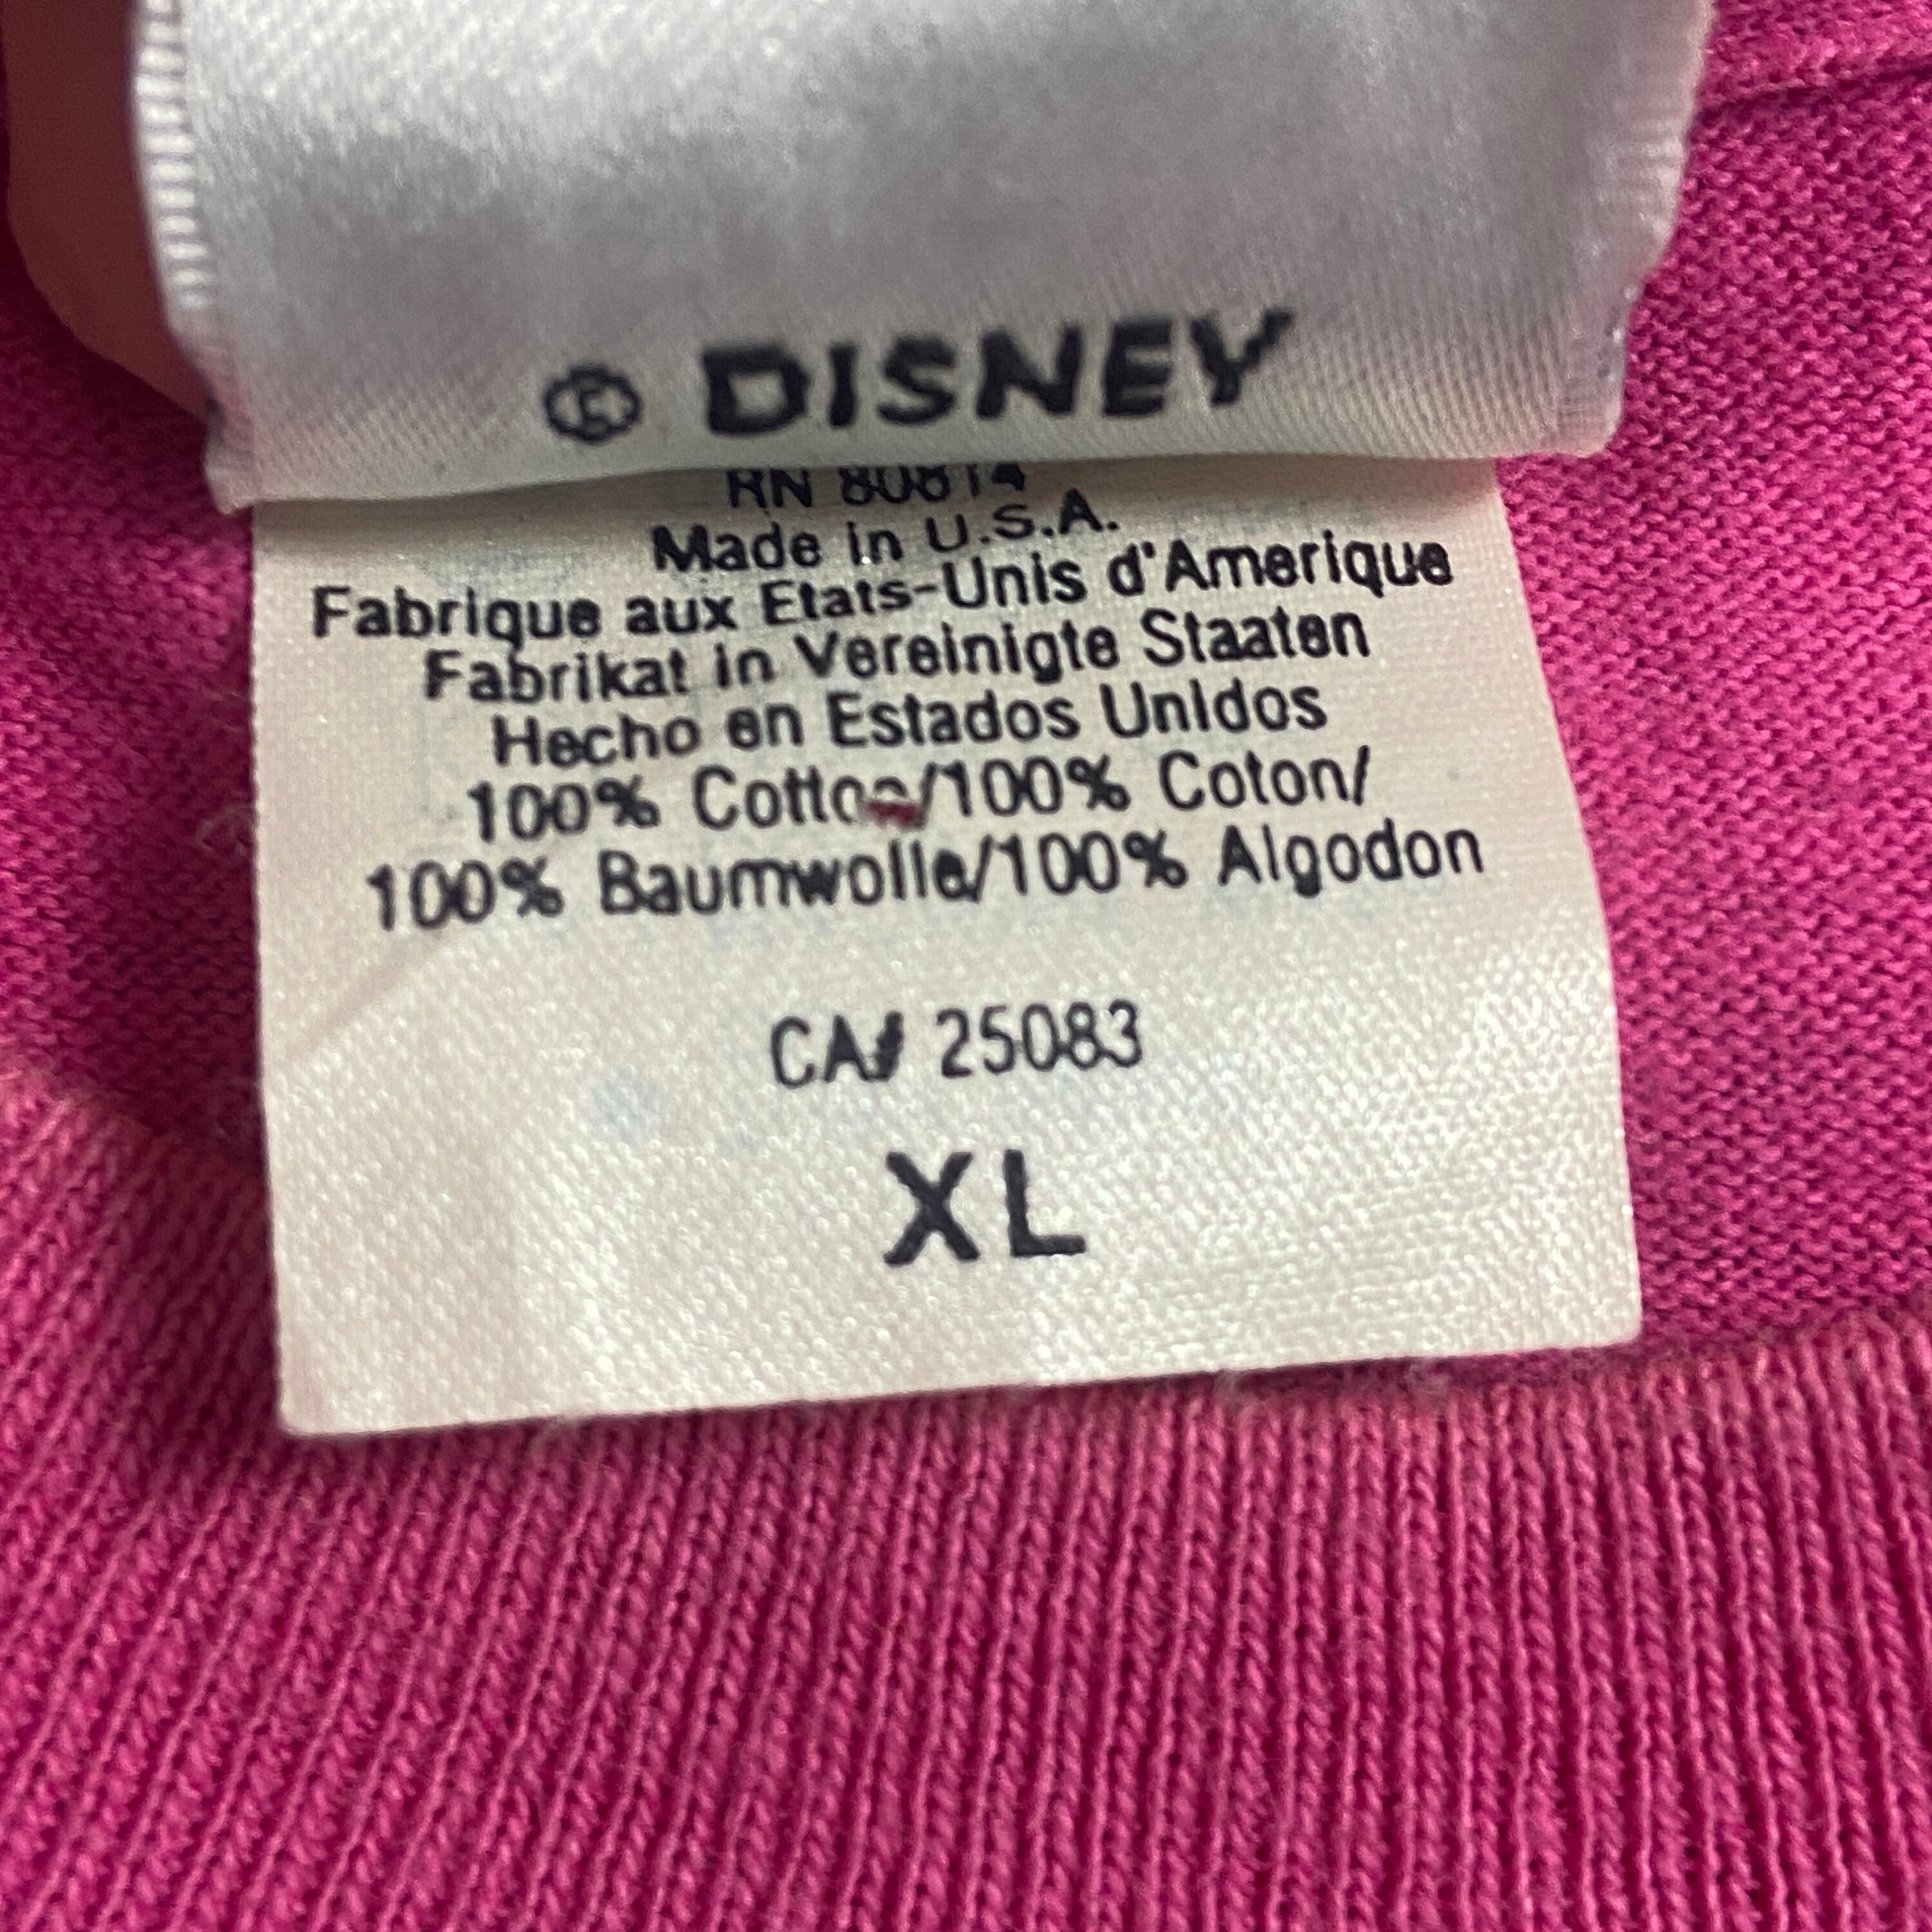 © DISNEY
RN 80814
Made in U.S.A.
Fabrique aux Etats-Unis d'Amerique
Fabrikat in Vereinigte Staaten
Hecho en Estados Unidos
100% Cotton/100% Coton/
100% Baumwolle/100% Algodon
CA# 25083
XL